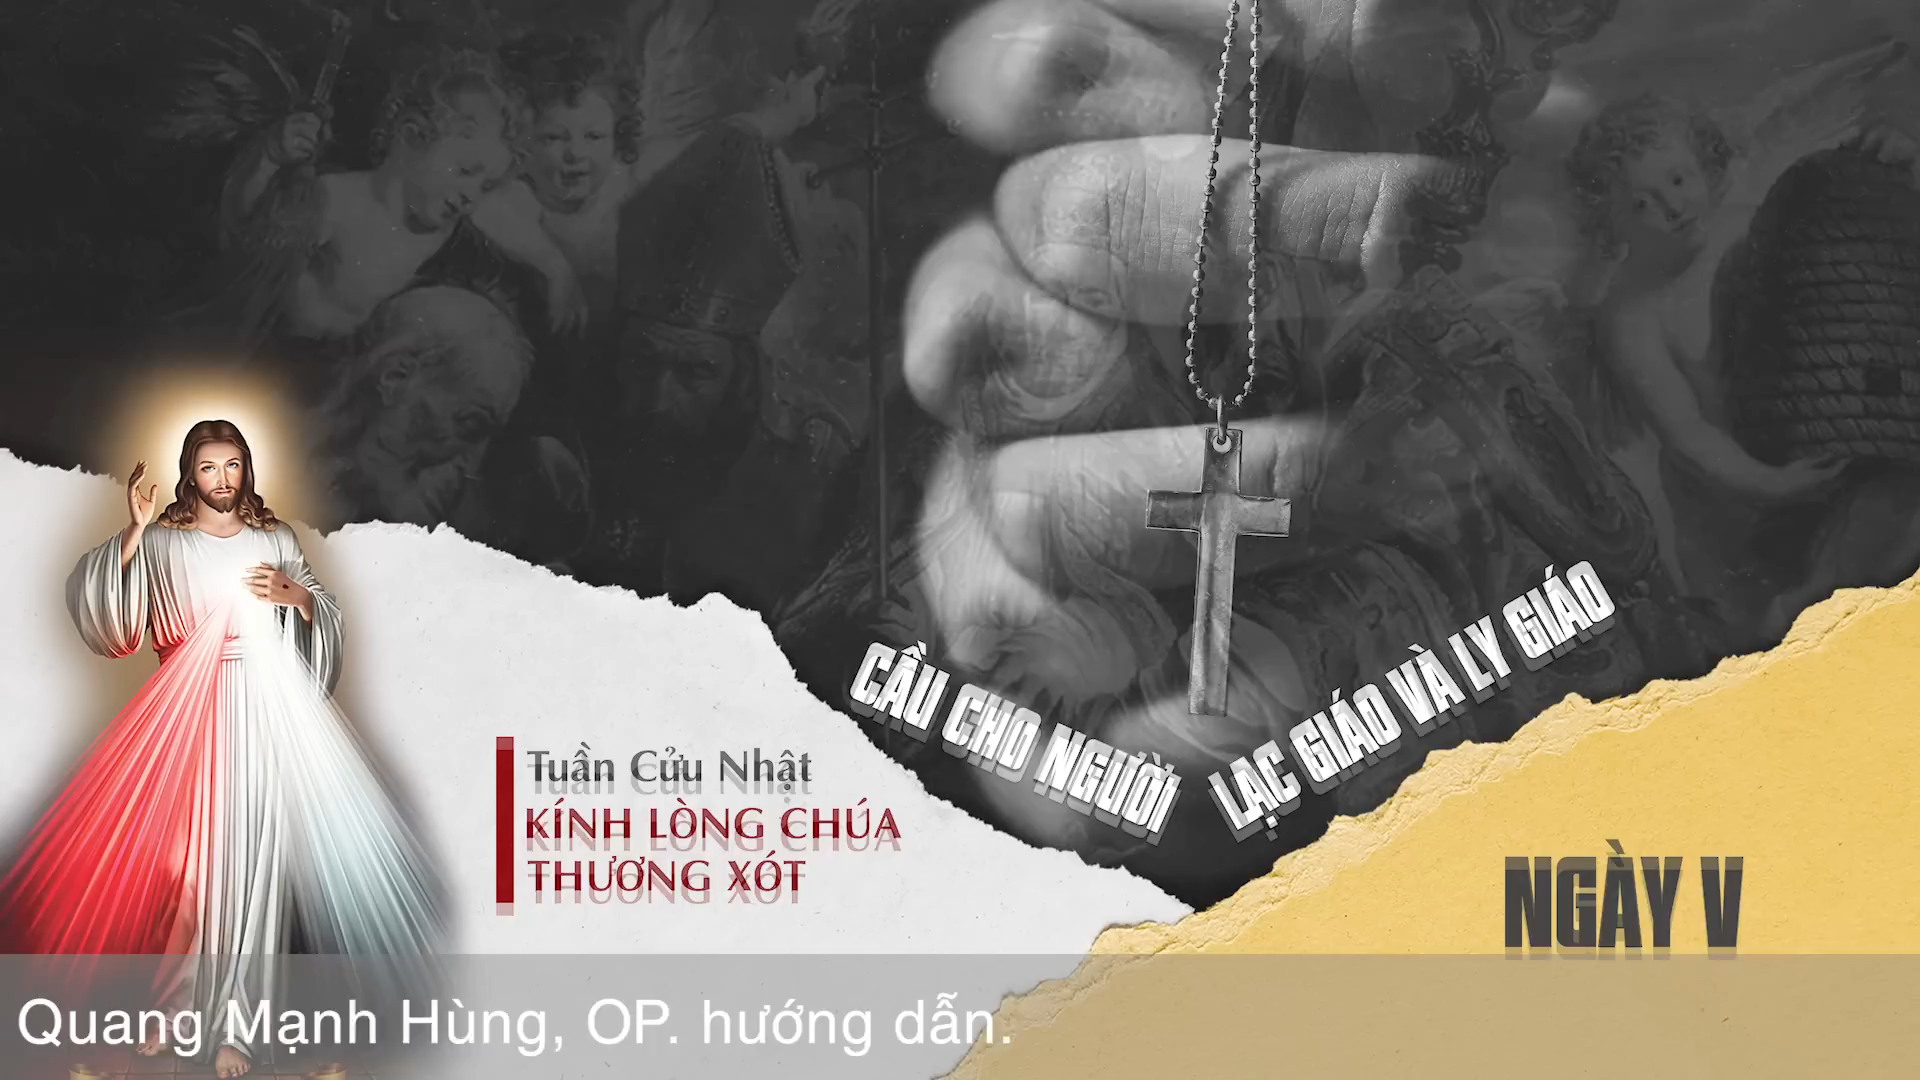 CẦU CHO NGƯỜI
LẠC GIÁO VÀ LY GIÁO
Tuần Cửu Nhật
KÍNH LÒNG CHÚA
THƯƠNG XÓT
NGÀY V
Quang Mạnh Hùng, OP. hướng dẫn.